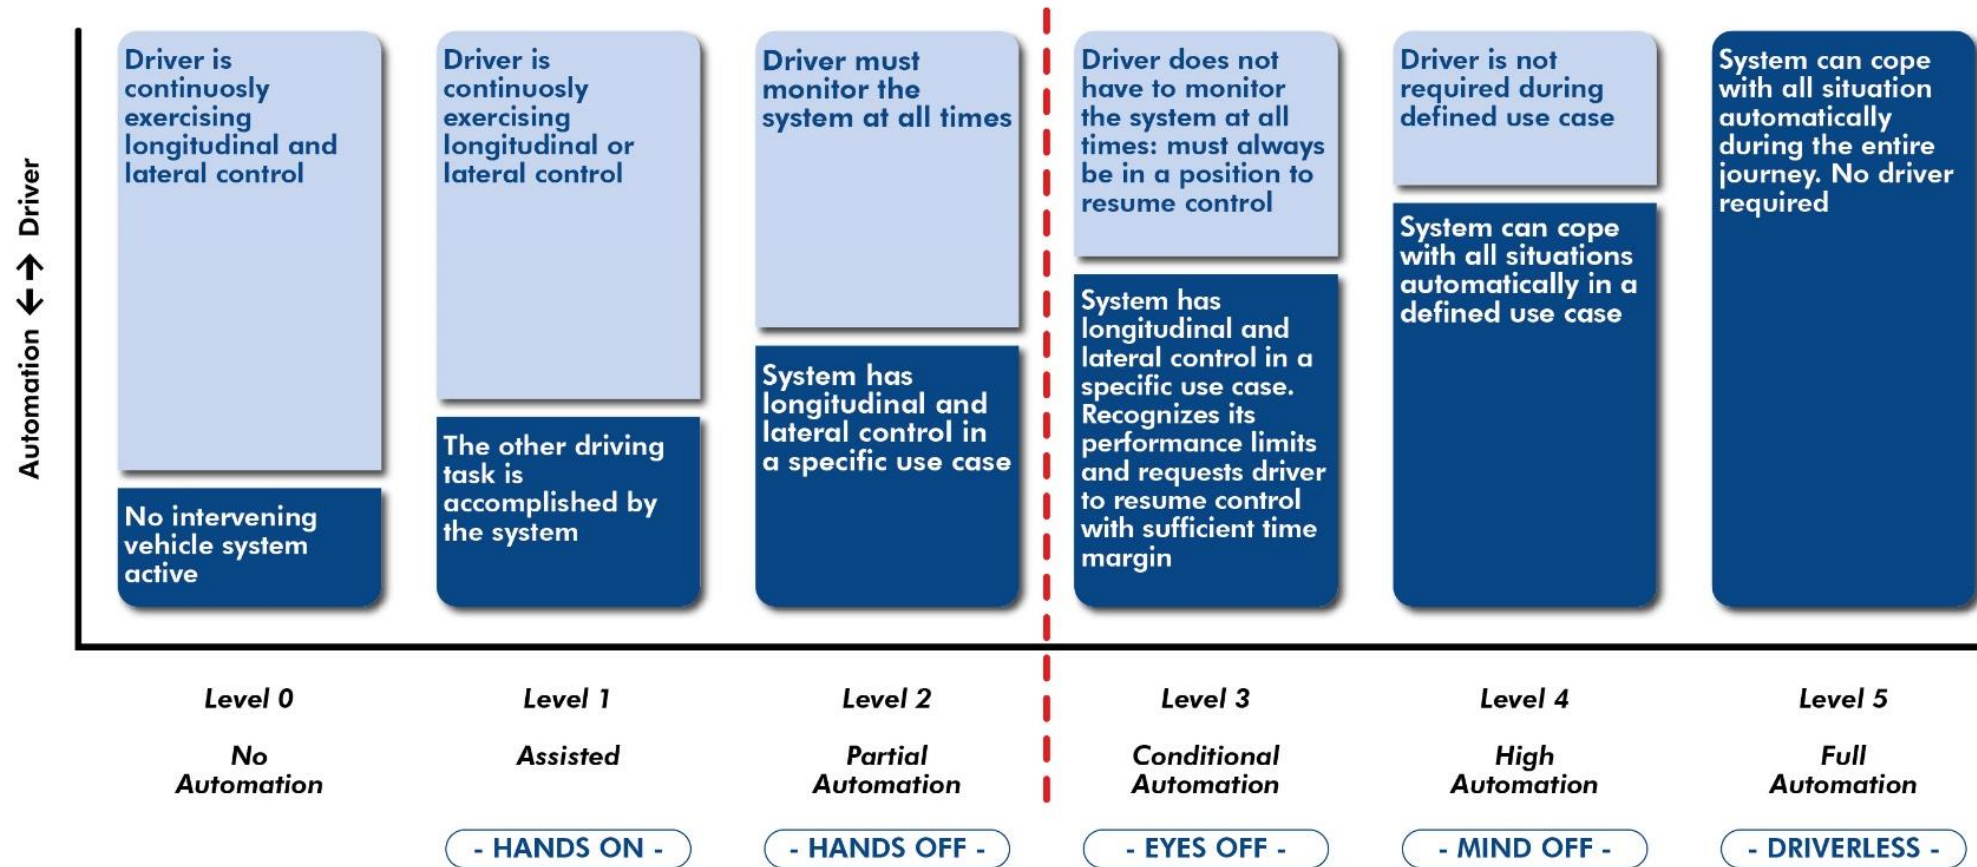 Automation ← → Driver
Driver is
continuosly
exercising
longitudinal and
lateral control
No intervening
vehicle system
active
Driver is
continuosly
exercising
longitudinal or
lateral control
The other driving
task is
accomplished by
the system
Driver must
monitor the
system at all times
System has
longitudinal and
lateral control in
a specific use case
Driver does not
have to monitor
the system at all
times: must always
be in a position to
resume control
System has
longitudinal and
lateral control in a
specific use case.
Recognizes its
performance limits
and requests driver
to resume control
with sufficient time
margin
Driver is not
required during
defined use case
System can cope
with all situations
automatically in a
defined use case
System can cope
with all situation
automatically
during the entire
journey. No driver
required
Level 0
No
Automation
Level 1
Assisted
- HANDS ON -
Level 2
Partial
Automation
- HANDS OFF -
Level 3
Conditional
Automation
- EYES OFF -
Level 4
High
Automation
- MIND OFF -
Level 5
Full
Automation
- DRIVERLESS -